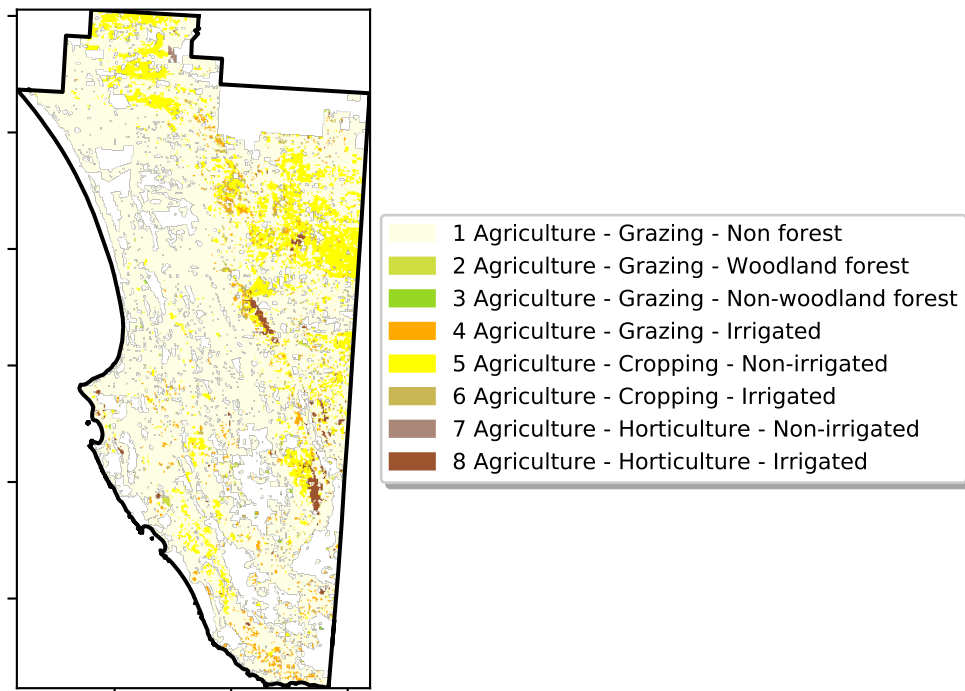 1 Agriculture - Grazing - Non forest
2 Agriculture - Grazing - Woodland forest
3 Agriculture - Grazing - Non-woodland forest
4 Agriculture - Grazing - Irrigated
5 Agriculture - Cropping - Non-irrigated
6 Agriculture - Cropping - Irrigated
7 Agriculture - Horticulture - Non-irrigated
8 Agriculture - Horticulture - Irrigated